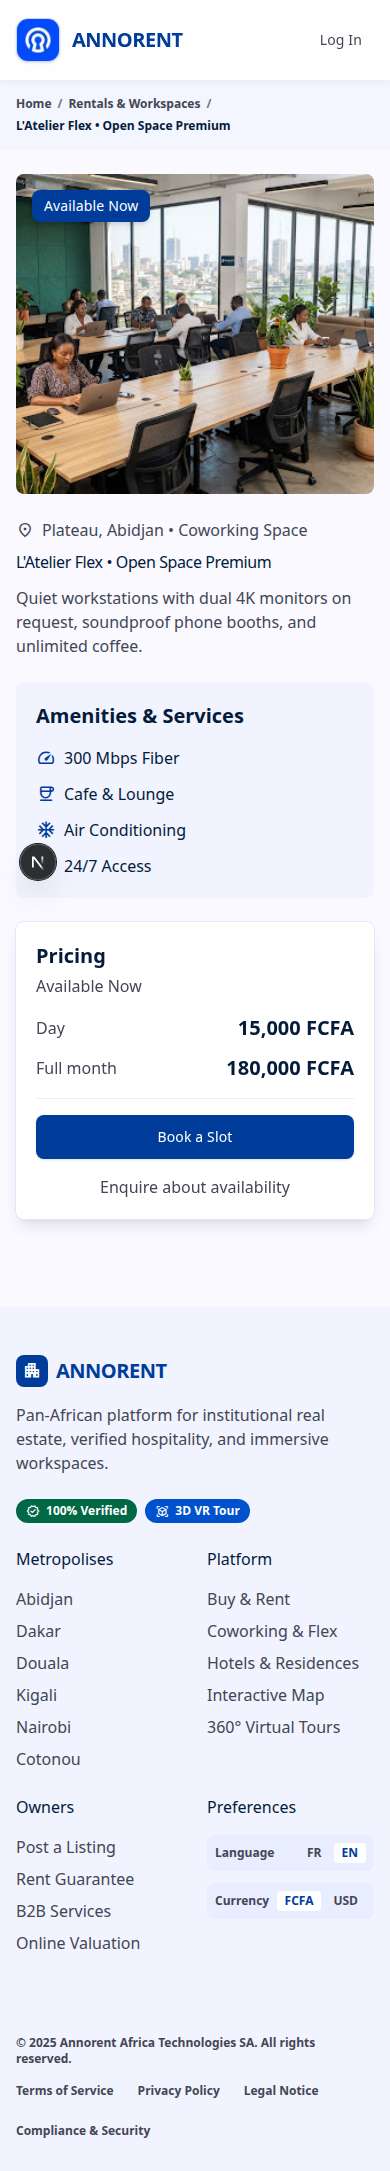 ANNORENT
Log In
Home / Rentals & Workspaces /
L'Atelier Flex • Open Space Premium
Available Now
Plateau, Abidjan • Coworking Space
L'Atelier Flex • Open Space Premium
Quiet workstations with dual 4K monitors on
request, soundproof phone booths, and
unlimited coffee.
Amenities & Services
300 Mbps Fiber
Cafe & Lounge
Air Conditioning
N
24/7 Access
Pricing
Available Now
Day 15,000 FCFA
Full month 180,000 FCFA
Book a Slot
Enquire about availability
ANNORENT
Pan-African platform for institutional real
estate, verified hospitality, and immersive
workspaces.
100% Verified
3D VR Tour
Metropolises
Abidjan
Dakar
Douala
Kigali
Nairobi
Cotonou
Platform
Buy & Rent
Coworking & Flex
Hotels & Residences
Interactive Map
360° Virtual Tours
Owners
Post a Listing
Rent Guarantee
B2B Services
Online Valuation
Preferences
Language FR EN
Currency FCFA USD
© 2025 Annorent Africa Technologies SA. All rights
reserved.
Terms of Service Privacy Policy Legal Notice
Compliance & Security